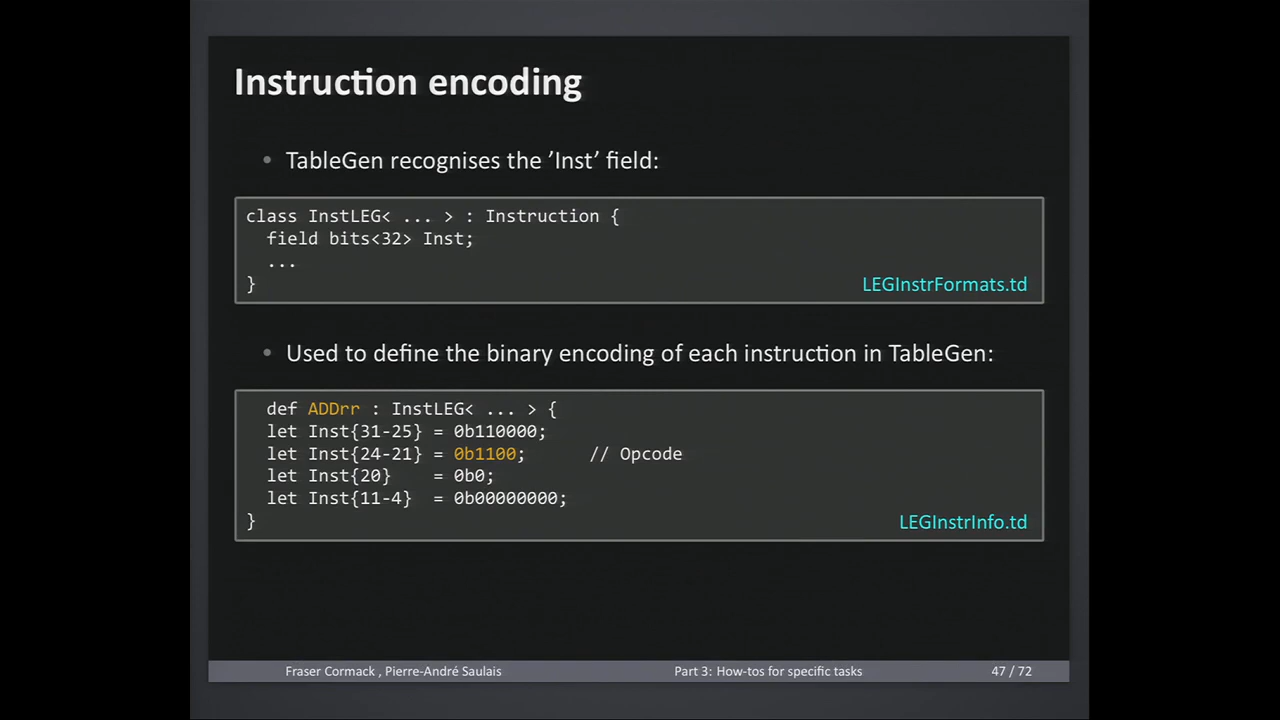 Instruction encoding
• TableGen recognises the ’Inst’ field:
class InstLEG< ... > : Instruction {
  field bits<32> Inst;
  ...
}
LEGInstrFormats.td
• Used to define the binary encoding of each instruction in TableGen:
  def ADDrr : InstLEG< ... > {
  let Inst{31-25} = 0b110000;
  let Inst{24-21} = 0b1100;       // Opcode
  let Inst{20}    = 0b0;
  let Inst{11-4}  = 0b00000000;
}
LEGInstrInfo.td
Fraser Cormack , Pierre-André Saulais Part 3: How-tos for specific tasks 47 / 72